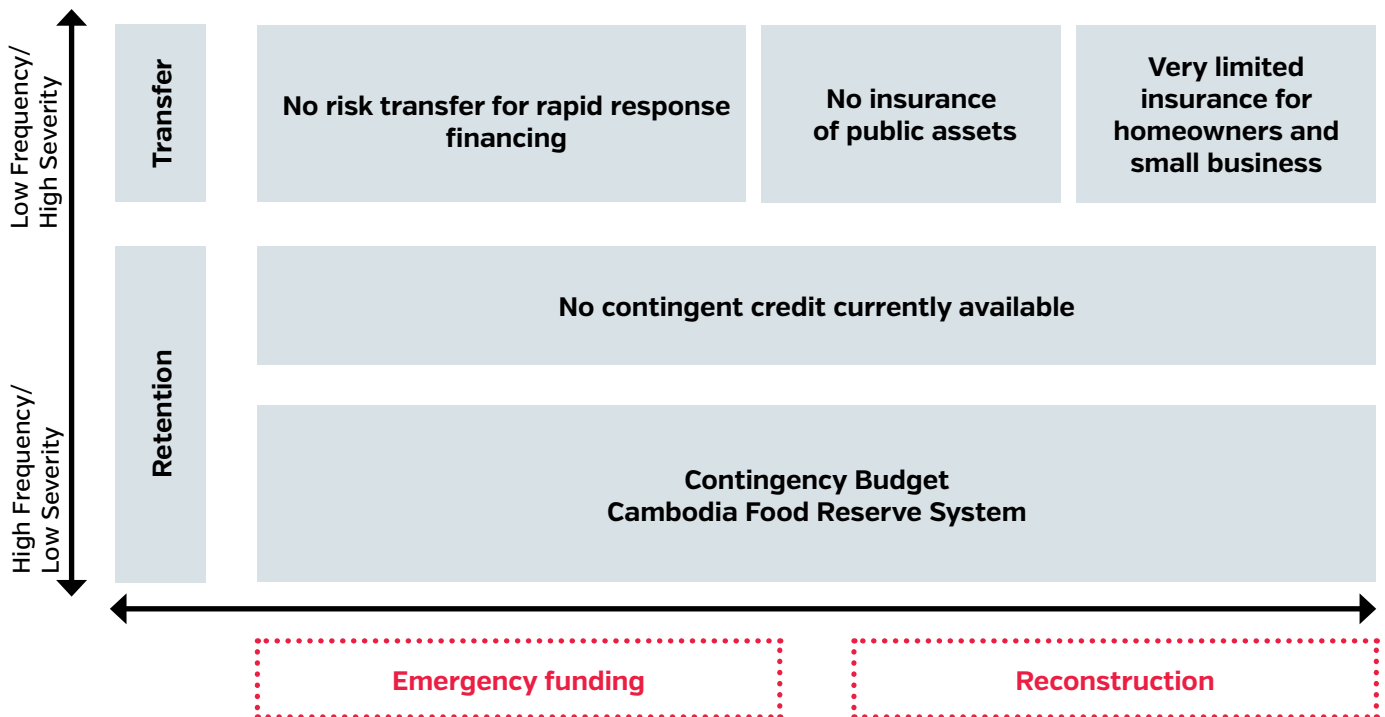 Low Frequency/
High Severity
Transfer
No risk transfer for rapid response
financing
No insurance
of public assets
Very limited
insurance for
homeowners and
small business
High Frequency/
Low Severity
Retention
No contingent credit currently available
Contingency Budget
Cambodia Food Reserve System
Emergency funding
Reconstruction